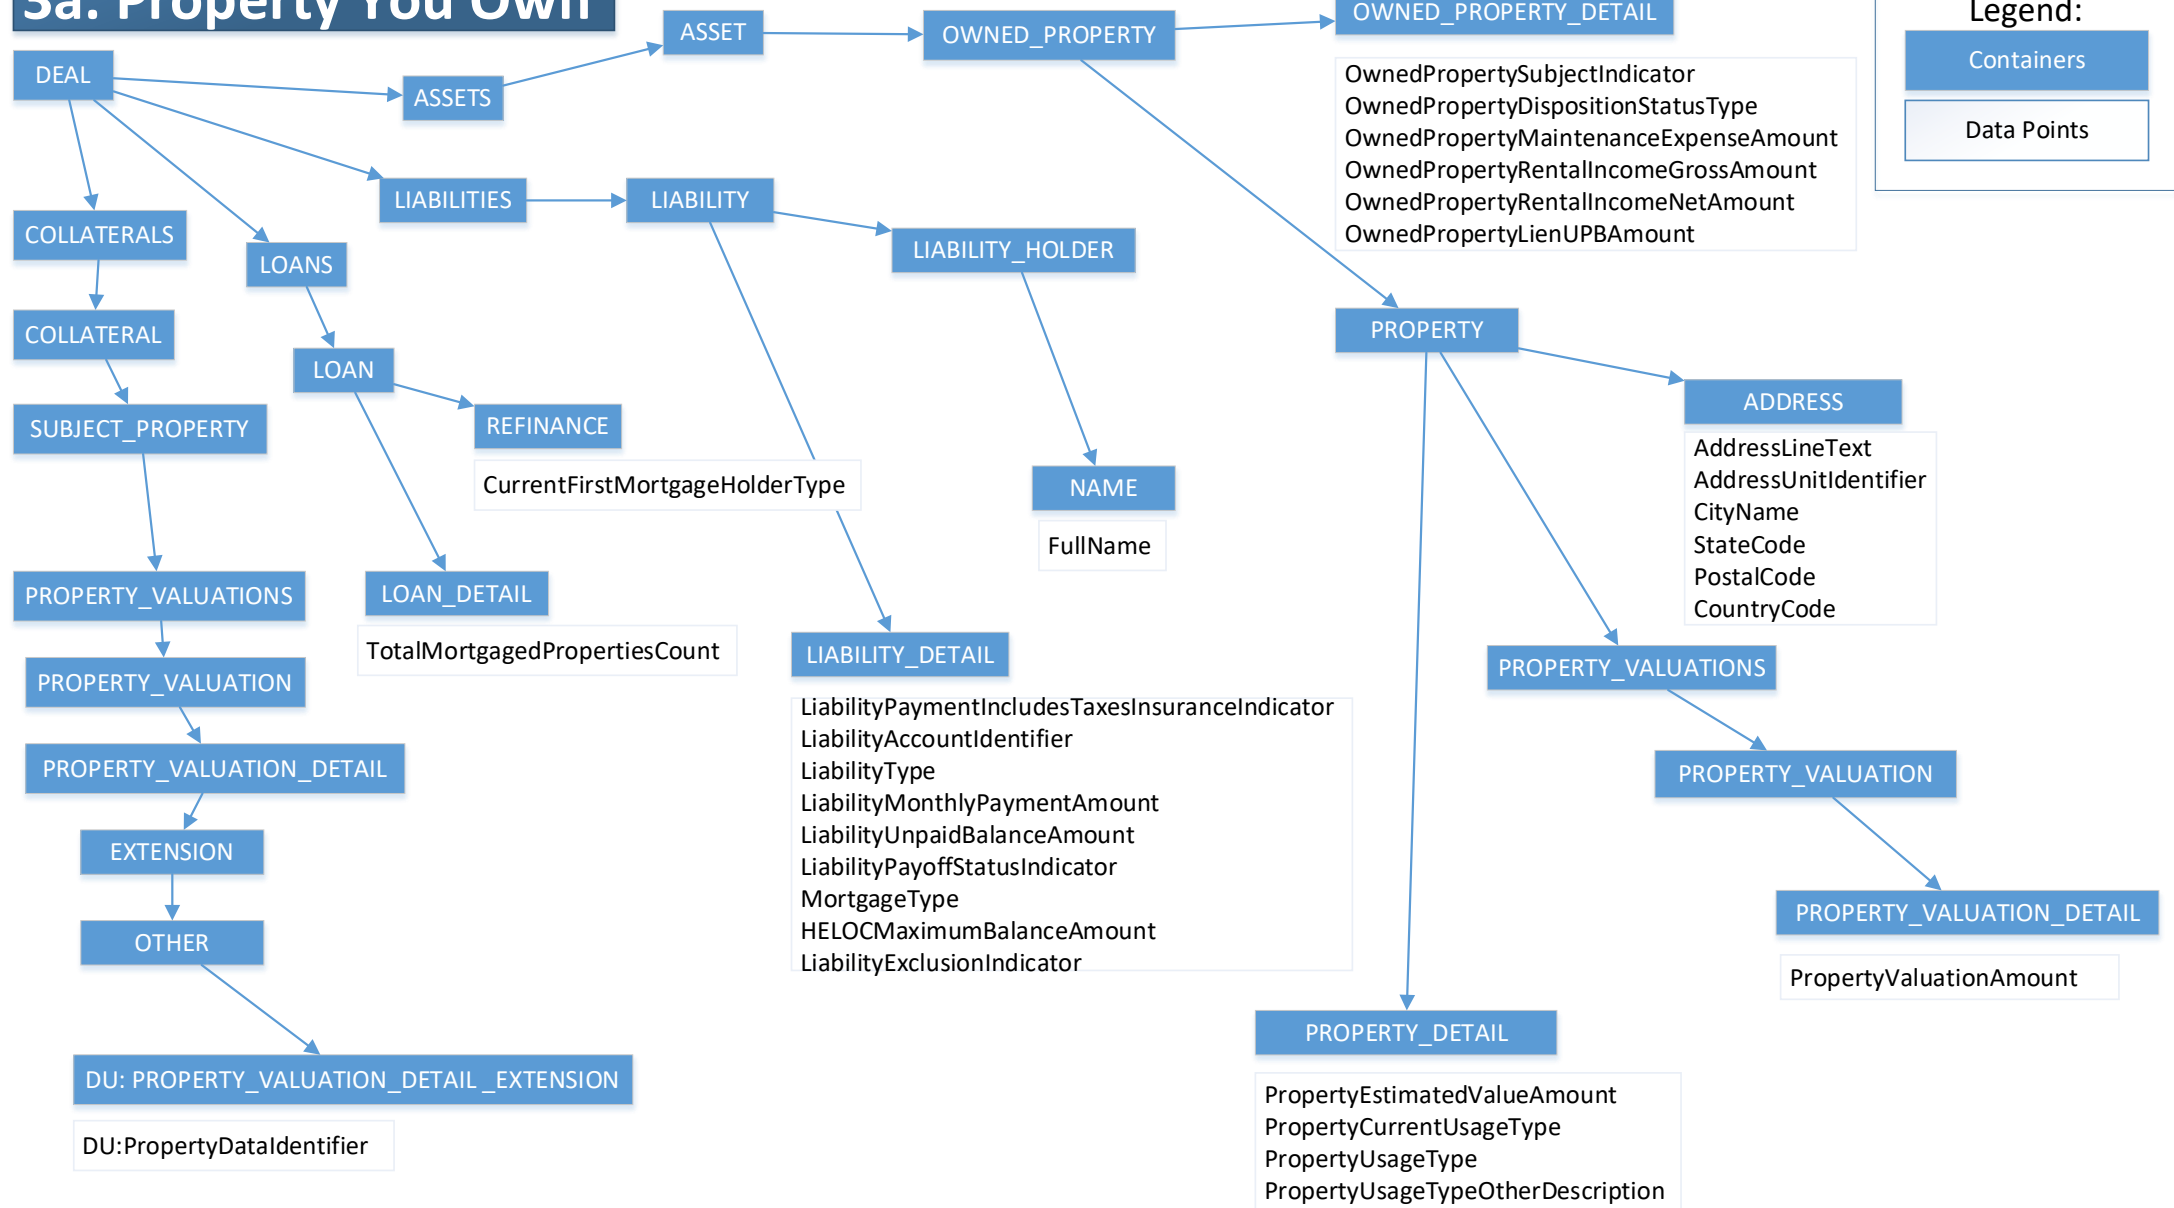 3a. Property You Own
ASSET
OWNED_PROPERTY
OWNED_PROPERTY_DETAIL
Legend:
Containers
Data Points
DEAL
ASSETS
OwnedPropertySubjectIndicator
OwnedPropertyDispositionStatusType
OwnedPropertyMaintenanceExpenseAmount
OwnedPropertyRentalIncomeGrossAmount
OwnedPropertyRentalIncomeNetAmount
OwnedPropertyLienUPBAmount
LIABILITIES
LIABILITY
LIABILITY_HOLDER
COLLATERALS
LOANS
COLLATERAL
LOAN
PROPERTY
SUBJECT_PROPERTY
REFINANCE
CurrentFirstMortgageHolderType
NAME
FullName
ADDRESS
AddressLineText
AddressUnitIdentifier
CityName
StateCode
PostalCode
CountryCode
PROPERTY_VALUATIONS
LOAN_DETAIL
TotalMortgagedPropertiesCount
LIABILITY_DETAIL
PROPERTY_VALUATIONS
PROPERTY_VALUATION
LiabilityPaymentIncludesTaxesInsuranceIndicator
LiabilityAccountIdentifier
LiabilityType
LiabilityMonthlyPaymentAmount
LiabilityUnpaidBalanceAmount
LiabilityPayoffStatusIndicator
MortgageType
HELOCMaximumBalanceAmount
LiabilityExclusionIndicator
PROPERTY_VALUATION
PROPERTY_VALUATION_DETAIL
EXTENSION
OTHER
PROPERTY_VALUATION_DETAIL
PropertyValuationAmount
PROPERTY_DETAIL
DU: PROPERTY_VALUATION_DETAIL_EXTENSION
DU:PropertyDataIdentifier
PropertyEstimatedValueAmount
PropertyCurrentUsageType
PropertyUsageType
PropertyUsageTypeOtherDescription